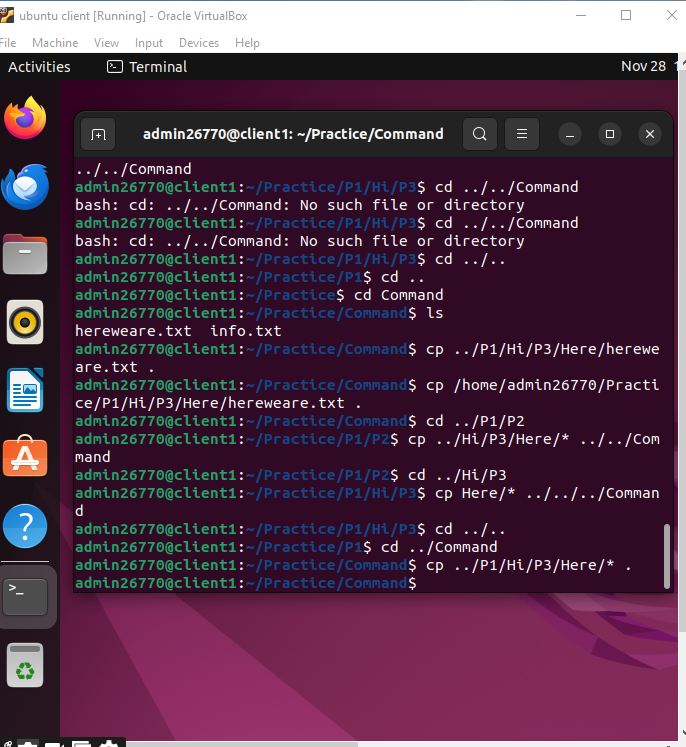 ubuntu client [Running] - Oracle VirtualBox
File Machine View Input Devices Help
Activities Terminal Nov 28
admin26770@client1: ~/Practice/Command
../../Command
admin26770@client1:~/Practice/P1/Hi/P3$ cd ../../Command
bash: cd: ../../Command: No such file or directory
admin26770@client1:~/Practice/P1/Hi/P3$ cd ../../Command
bash: cd: ../../Command: No such file or directory
admin26770@client1:~/Practice/P1/Hi/P3$ cd ../..
admin26770@client1:~/Practice/P1$ cd ..
admin26770@client1:~/Practice$ cd Command
admin26770@client1:~/Practice/Command$ ls
hereweare.txt  info.txt
admin26770@client1:~/Practice/Command$ cp ../P1/Hi/P3/Here/herewe
are.txt .
admin26770@client1:~/Practice/Command$ cp /home/admin26770/Practi
ce/P1/Hi/P3/Here/hereweare.txt .
admin26770@client1:~/Practice/Command$ cd ../P1/P2
admin26770@client1:~/Practice/P1/P2$ cp ../Hi/P3/Here/* ../../Com
mand
admin26770@client1:~/Practice/P1/P2$ cd ../Hi/P3
admin26770@client1:~/Practice/P1/Hi/P3$ cp Here/* ../../../Comman
d
admin26770@client1:~/Practice/P1/Hi/P3$ cd ../..
admin26770@client1:~/Practice/P1$ cd ../Command
admin26770@client1:~/Practice/Command$ cp ../P1/Hi/P3/Here/* .
admin26770@client1:~/Practice/Command$